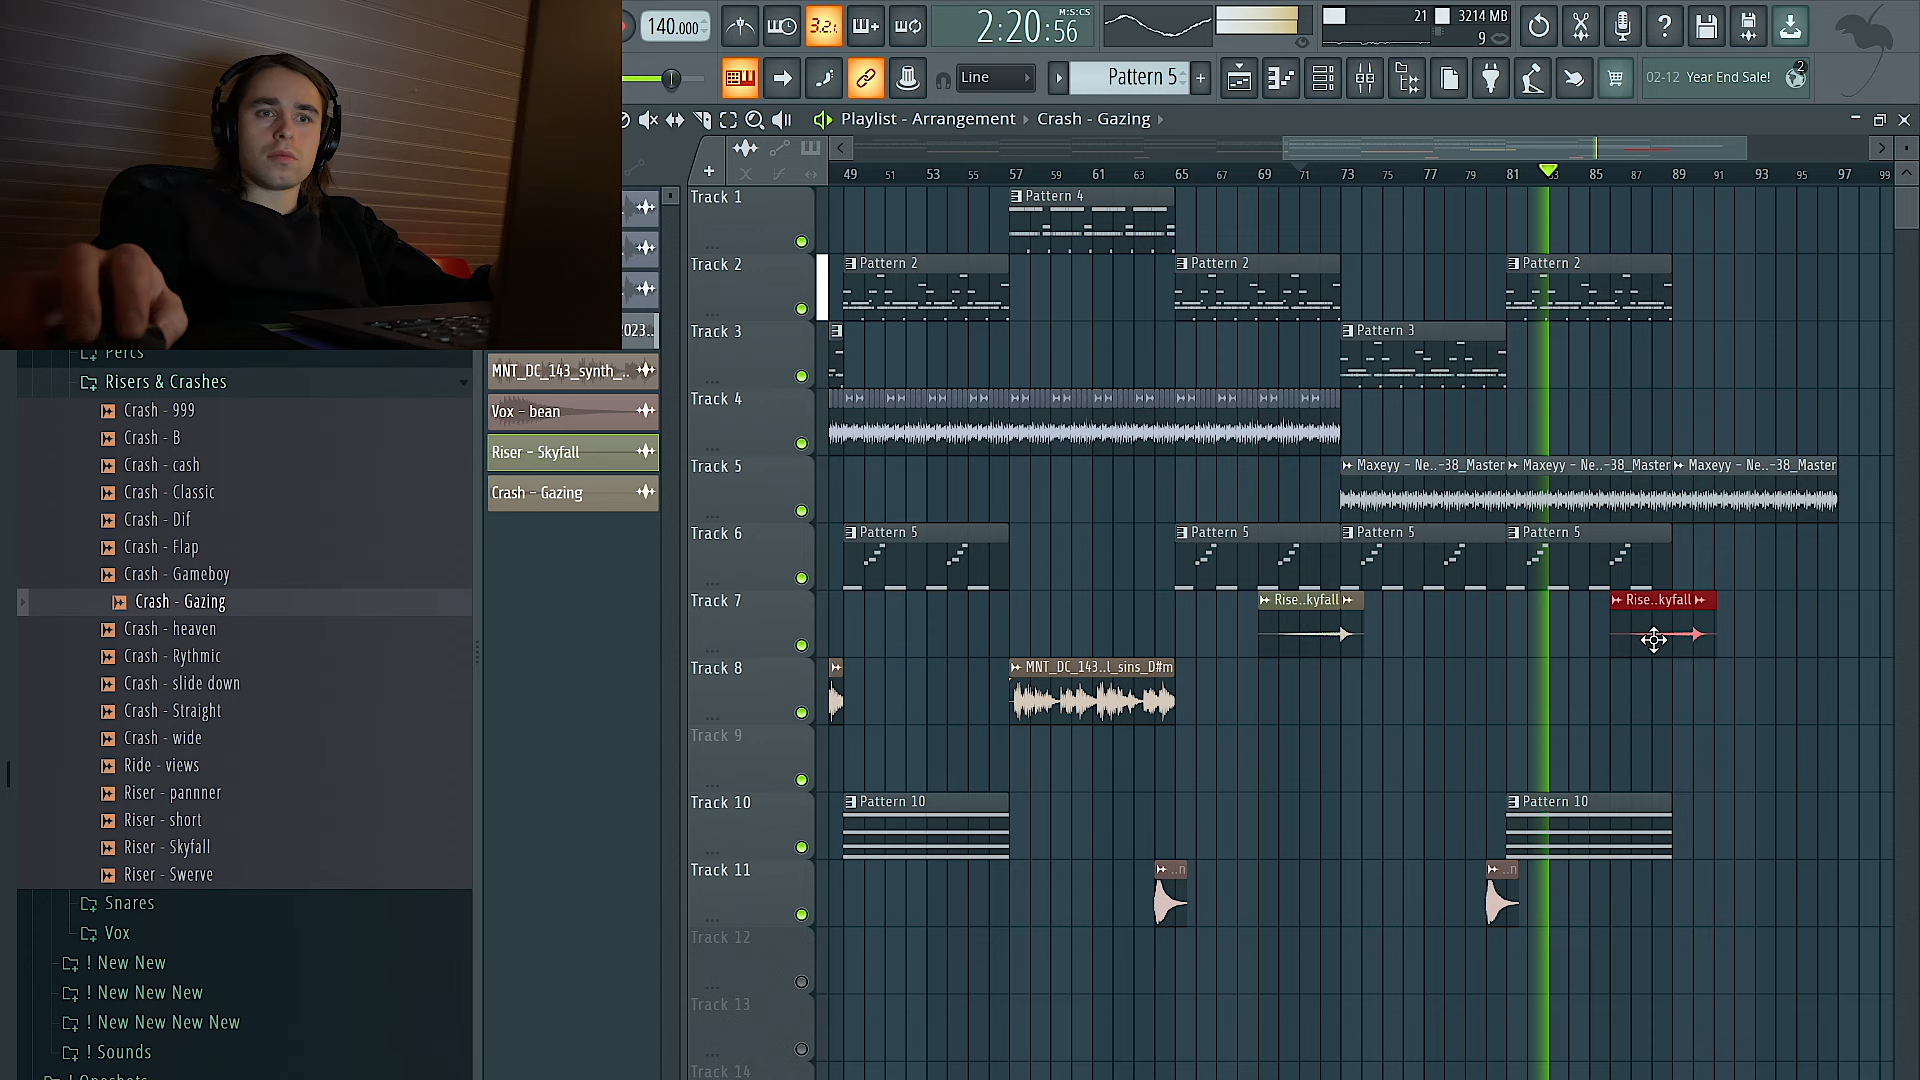 140.000
3.2.1
2:20:56
M:S:CS
21
3214 MB
9
Line
Pattern 5
02-12 Year End Sale!
2
Playlist - Arrangement
Crash - Gazing
49 51 53 55 57 59 61 63 65 67 69 71 73 75 77 79 81 83 85 87 89 91 93 95 97 99
Track 1
Pattern 4
Track 2
Pattern 2
Pattern 2
Pattern 2
Track 3
Pattern 3
Track 4
Track 5
Maxeyy - Ne..-38_Master
Maxeyy - Ne..-38_Master
Maxeyy - Ne..-38_Master
Track 6
Pattern 5
Pattern 5
Pattern 5
Pattern 5
Track 7
Rise..kyfall
Rise..kyfall
Track 8
MNT_DC_143..l_sins_D#m
Track 9
Track 10
Pattern 10
Pattern 10
Track 11
..n
..n
Track 12
Track 13
Track 14
2023..
MNT_DC_143_synth_..
Vox - bean
Riser - Skyfall
Crash - Gazing
Percs
Risers & Crashes
Crash - 999
Crash - B
Crash - cash
Crash - Classic
Crash - Dif
Crash - Flap
Crash - Gameboy
Crash - Gazing
Crash - heaven
Crash - Rythmic
Crash - slide down
Crash - Straight
Crash - wide
Ride - views
Riser - pannner
Riser - short
Riser - Skyfall
Riser - Swerve
Snares
Vox
! New New
! New New New
! New New New New
! Sounds
! Oneshots